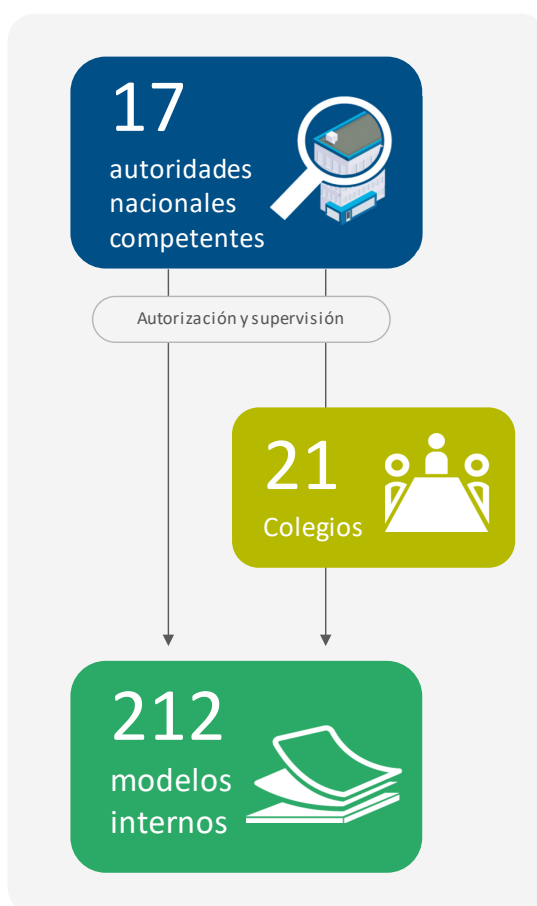 17
autoridades
nacionales
competentes
Autorización y supervisión
21
Colegios
212
modelos
internos